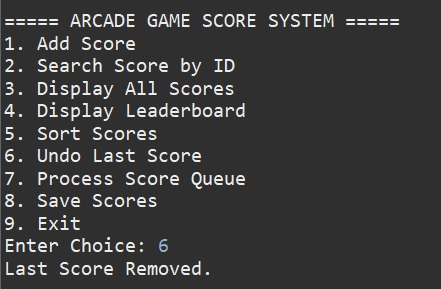 ===== ARCADE GAME SCORE SYSTEM =====
1. Add Score
2. Search Score by ID
3. Display All Scores
4. Display Leaderboard
5. Sort Scores
6. Undo Last Score
7. Process Score Queue
8. Save Scores
9. Exit
Enter Choice: 6
Last Score Removed.